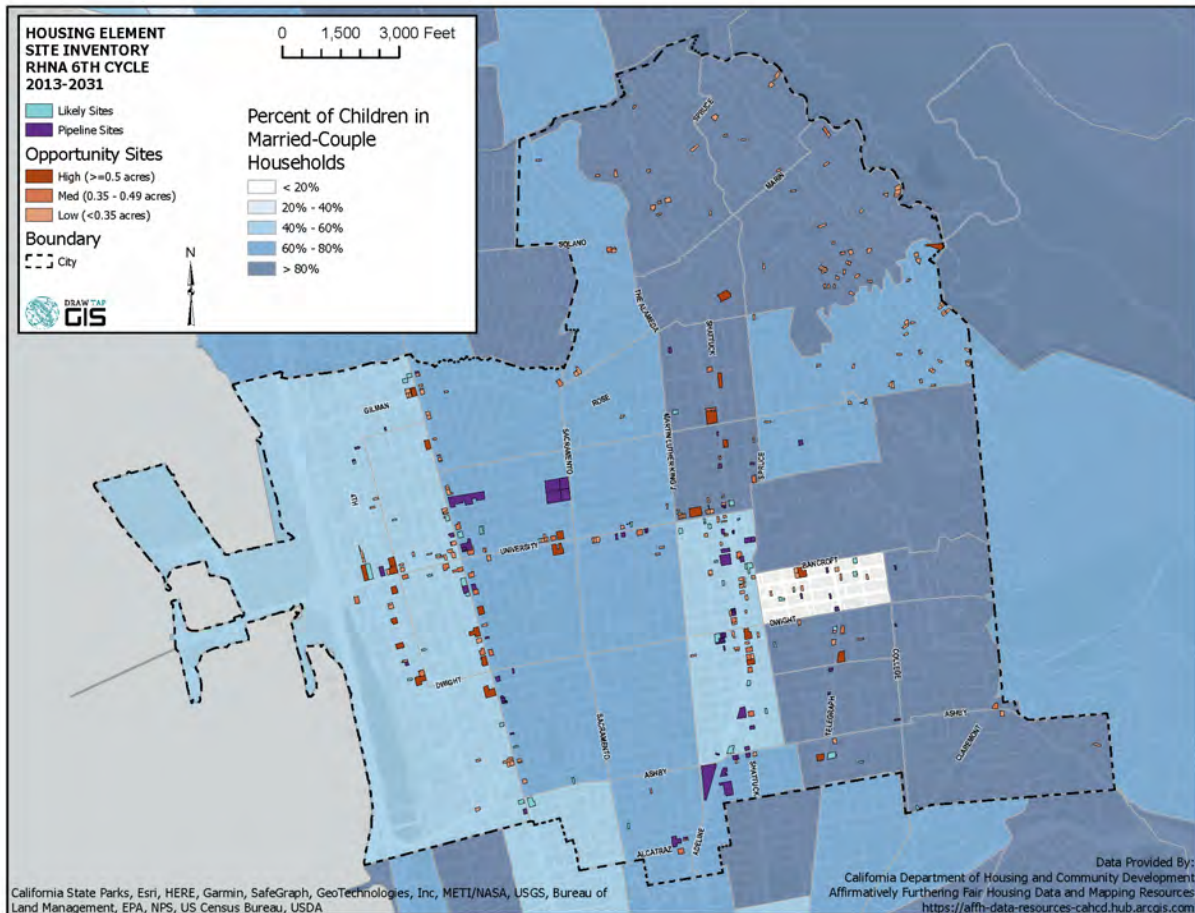 HOUSING ELEMENT
SITE INVENTORY
RHNA 6TH CYCLE
2013-2031
Likely Sites
Pipeline Sites
Opportunity Sites
High (>=0.5 acres)
Med (0.35 - 0.49 acres)
Low (<0.35 acres)
Boundary
City
DRAW TAP
GIS
0 1,500 3,000 Feet
Percent of Children in
Married-Couple
Households
< 20%
20% - 40%
40% - 60%
60% - 80%
> 80%
N
SPRUCE
MARIN
SOLANO
THE ALAMEDA
SHATTUCK
GILMAN
ROSE
SACRAMENTO
MARTIN LUTHER KING J
SPRUCE
4TH
UNIVERSITY
BANCROFT
DWIGHT
DWIGHT
COLLEGE
SACRAMENTO
TELEGRAPH
ASHBY
CLAREMONT
ASHBY
SHATTUCK
ADELINE
ALCATRAZ
California State Parks, Esri, HERE, Garmin, SafeGraph, GeoTechnologies, Inc, METI/NASA, USGS, Bureau of
Land Management, EPA, NPS, US Census Bureau, USDA
Data Provided By:
California Department of Housing and Community Development
Affirmatively Furthering Fair Housing Data and Mapping Resources
https://affh-data-resources-cahcd.hub.arcgis.com